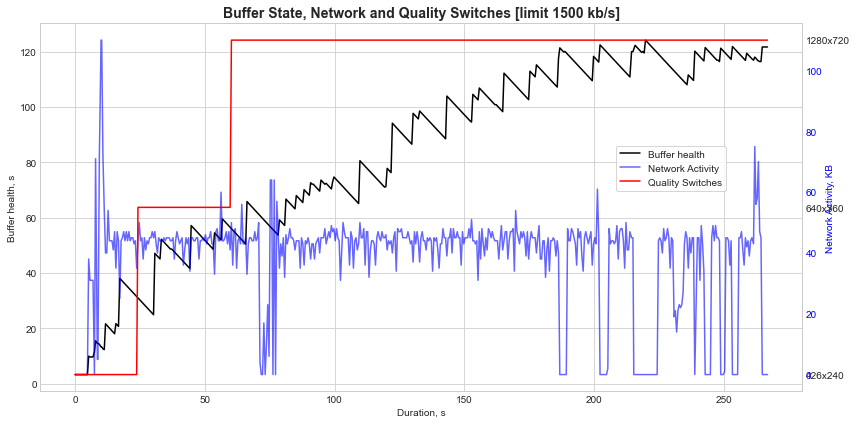 Buffer State, Network and Quality Switches [limit 1500 kb/s]
Buffer health, s
120
100
80
60
40
20
0
0
50
100
150
200
250
Duration, s
Buffer health
Network Activity
Quality Switches
1280x720
640x360
426x240
100
80
60
40
20
0
Network Activity, KB